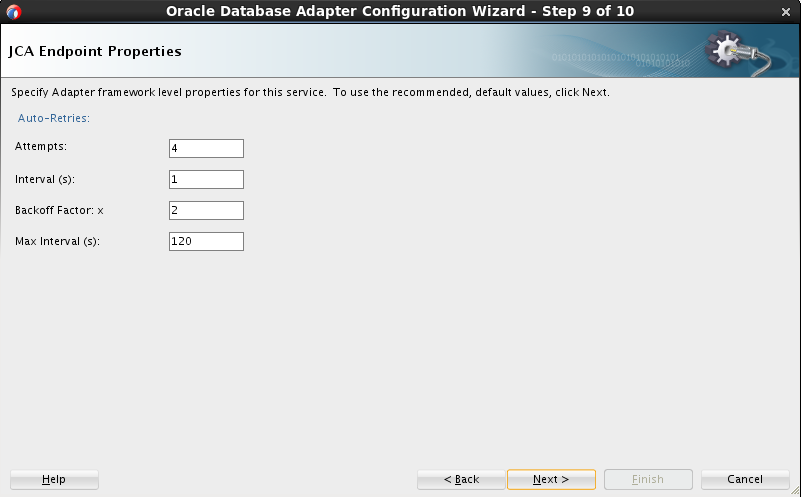 Oracle Database Adapter Configuration Wizard - Step 9 of 10
JCA Endpoint Properties
Specify Adapter framework level properties for this service. To use the recommended, default values, click Next.
Auto-Retries:
Attempts: 4
Interval (s): 1
Backoff Factor: x 2
Max Interval (s): 120
Help < Back Next > Finish Cancel